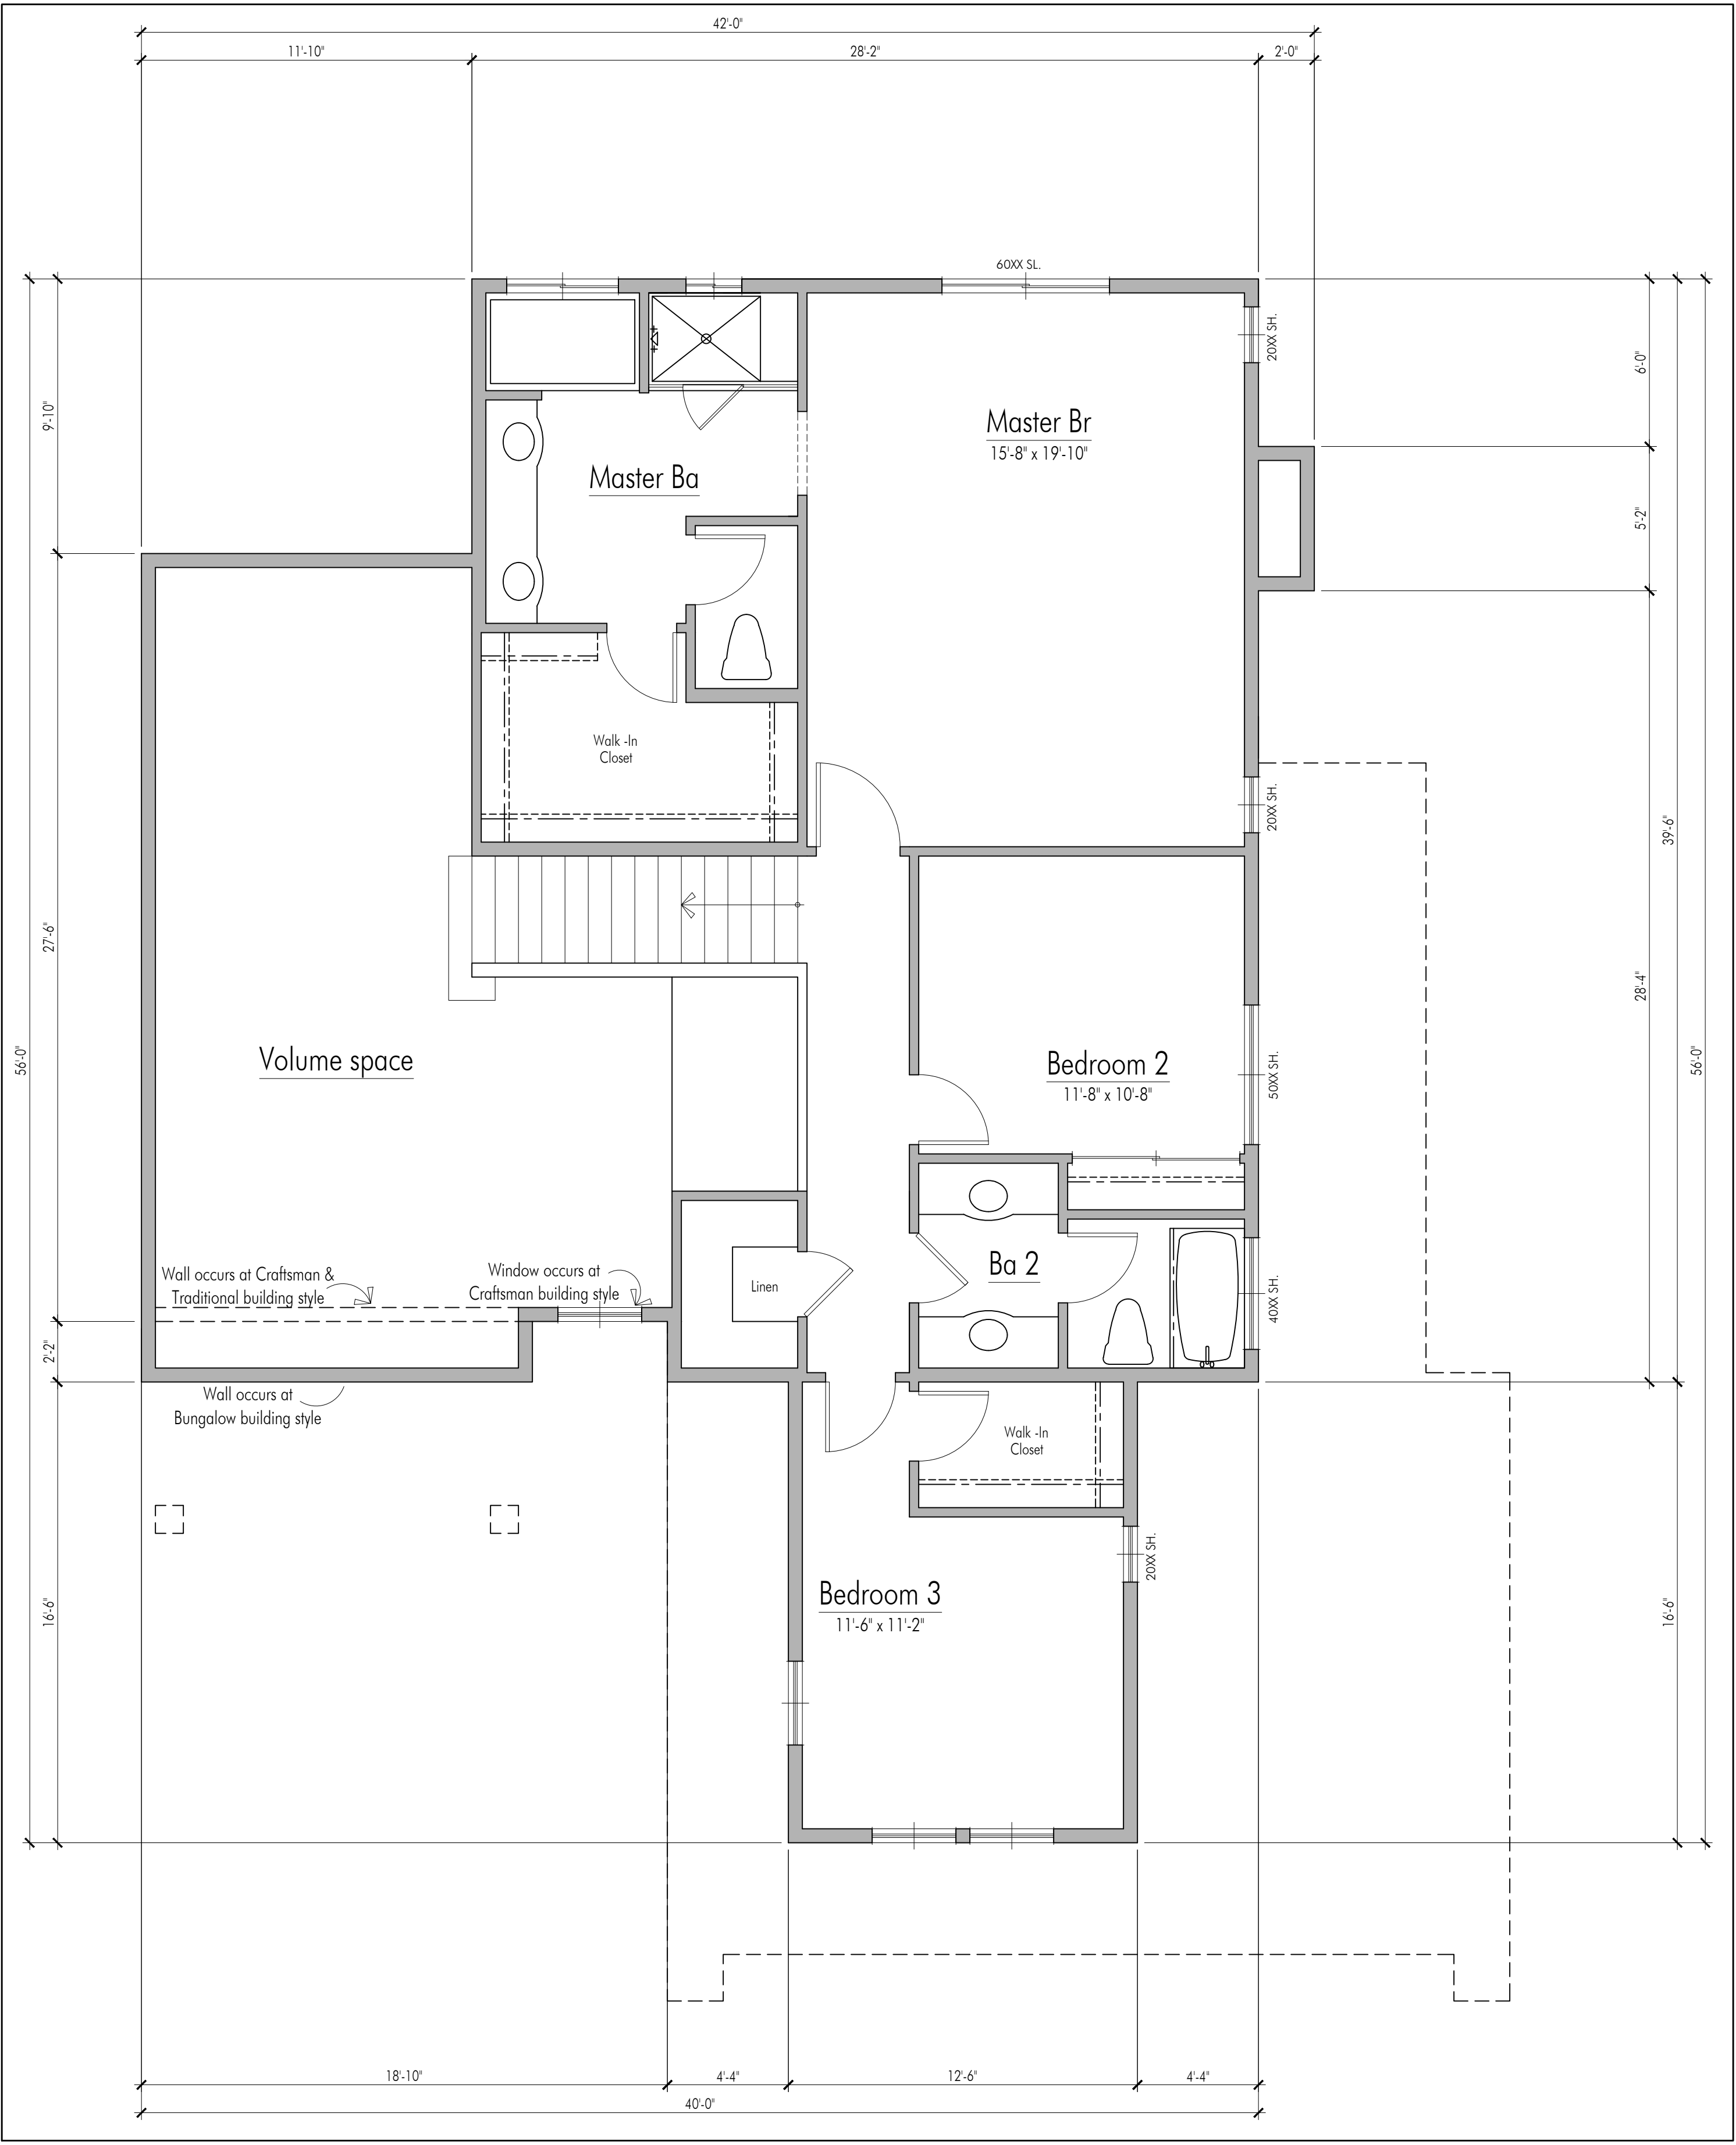 42'-0"
11'-10"
28'-2"
2'-0"
60XX SL.
20XX SH.
6'-0"
9'-10"
Master Br
15'-8" x 19'-10"
Master Ba
5'-2"
Walk -In
Closet
20XX SH.
39'-6"
27'-6"
28'-4"
56'-0"
56'-0"
Volume space
Bedroom 2
11'-8" x 10'-8"
50XX SH.
Wall occurs at Craftsman &
Traditional building style
Window occurs at
Craftsman building style
Linen
Ba 2
40XX SH.
2'-2"
Wall occurs at
Bungalow building style
Walk -In
Closet
20XX SH.
16'-6"
Bedroom 3
11'-6" x 11'-2"
16'-6"
18'-10"
4'-4"
12'-6"
4'-4"
40'-0"